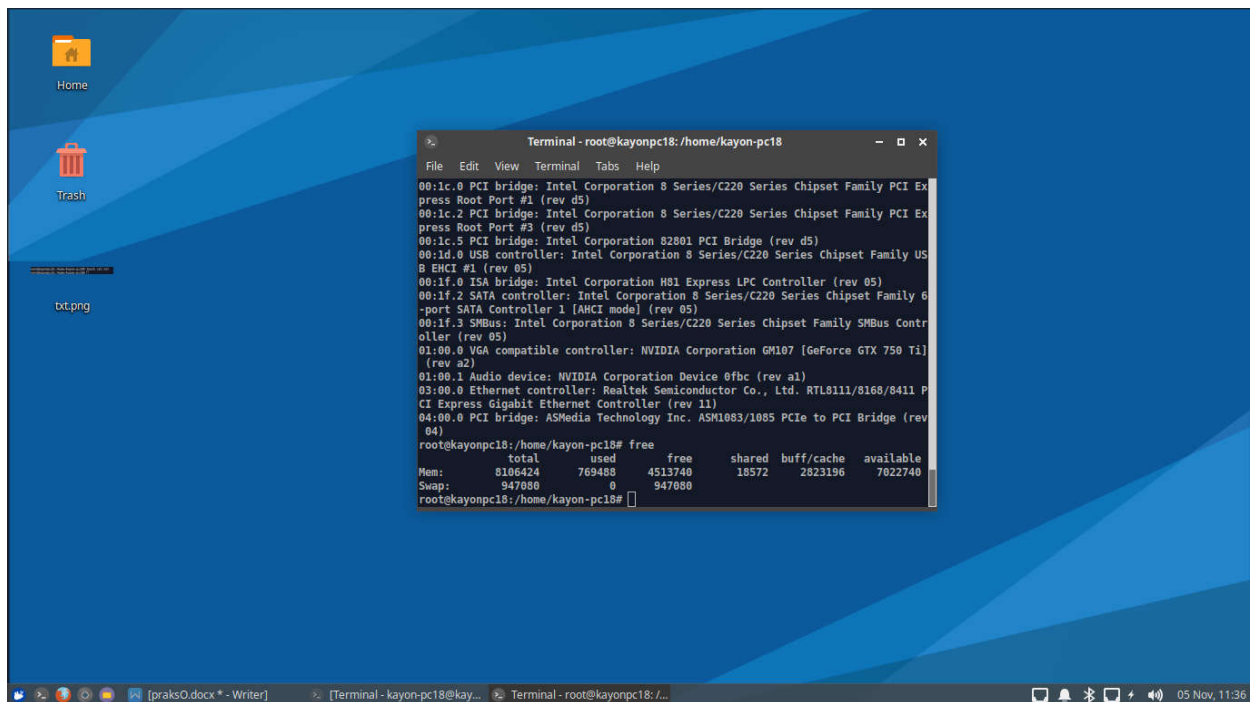 Home
Trash
txt.png
Terminal - root@kayonpc18: /home/kayon-pc18
File Edit View Terminal Tabs Help
00:1c.0 PCI bridge: Intel Corporation 8 Series/C220 Series Chipset Family PCI Ex
press Root Port #1 (rev d5)
00:1c.2 PCI bridge: Intel Corporation 8 Series/C220 Series Chipset Family PCI Ex
press Root Port #3 (rev d5)
00:1c.5 PCI bridge: Intel Corporation 82801 PCI Bridge (rev d5)
00:1d.0 USB controller: Intel Corporation 8 Series/C220 Series Chipset Family US
B EHCI #1 (rev 05)
00:1f.0 ISA bridge: Intel Corporation H81 Express LPC Controller (rev 05)
00:1f.2 SATA controller: Intel Corporation 8 Series/C220 Series Chipset Family 6
-port SATA Controller 1 [AHCI mode] (rev 05)
00:1f.3 SMBus: Intel Corporation 8 Series/C220 Series Chipset Family SMBus Contr
oller (rev 05)
01:00.0 VGA compatible controller: NVIDIA Corporation GM107 [GeForce GTX 750 Ti]
(rev a2)
01:00.1 Audio device: NVIDIA Corporation Device 0fbc (rev a1)
03:00.0 Ethernet controller: Realtek Semiconductor Co., Ltd. RTL8111/8168/8411 P
CI Express Gigabit Ethernet Controller (rev 11)
04:00.0 PCI bridge: ASMedia Technology Inc. ASM1083/1085 PCIe to PCI Bridge (rev
04)
root@kayonpc18:/home/kayon-pc18# free
total used free shared buff/cache available
Mem: 8106424 769488 4513740 18572 2823196 7022740
Swap: 947080 0 947080
root@kayonpc18:/home/kayon-pc18#
[praksO.docx * - Writer] [Terminal - kayon-pc18@kay... Terminal - root@kayonpc18: /... 05 Nov, 11:36